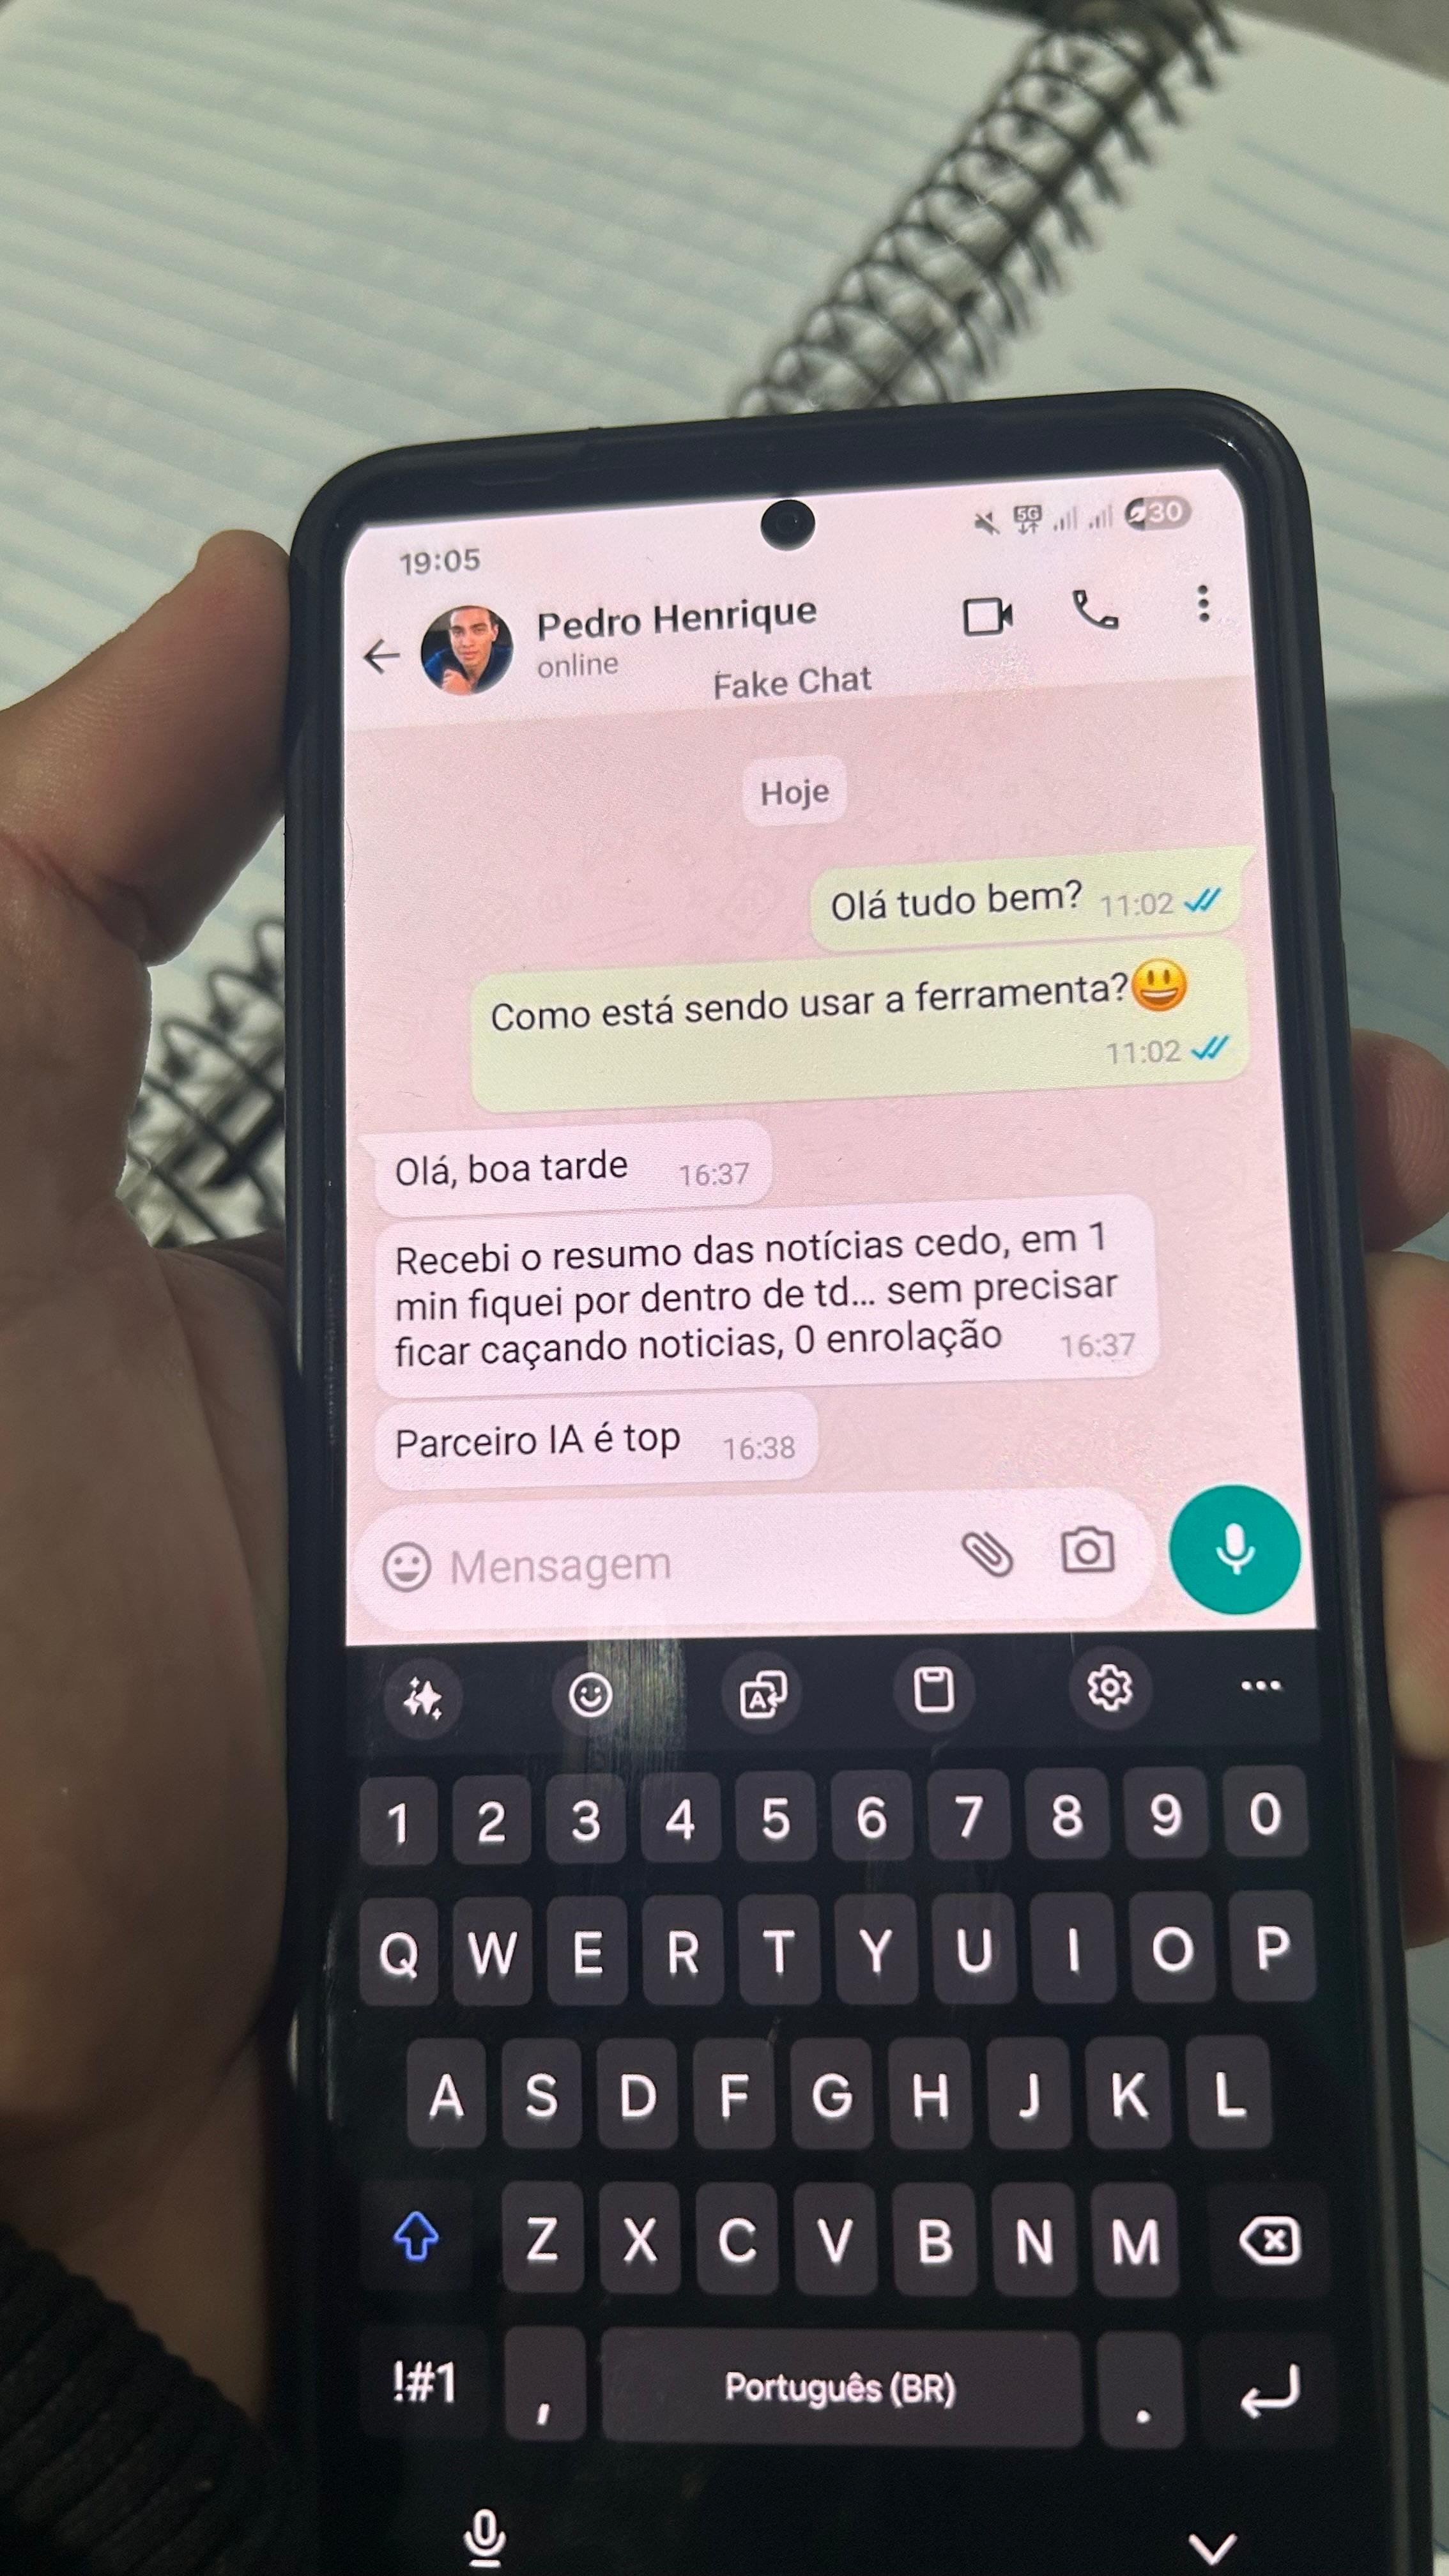 19:05
5G
30
Pedro Henrique
online
Fake Chat
Hoje
Olá tudo bem? 11:02
Como está sendo usar a ferramenta?😃
11:02
Olá, boa tarde 16:37
Recebi o resumo das notícias cedo, em 1
min fiquei por dentro de td... sem precisar
ficar caçando noticias, 0 enrolação 16:37
Parceiro IA é top 16:38
Mensagem
A
1 2 3 4 5 6 7 8 9 0
Q W E R T Y U I O P
A S D F G H J K L
Z X C V B N M
!#1 , Português (BR) .